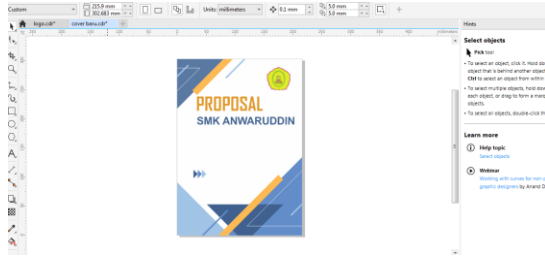 Custom
215.9 mm
302.683 mm
Units: millimeters
0.1 mm
5.0 mm
5.0 mm
logo.cdr*
cover baru.cdr*
Hints
Select objects
Pick tool
• To select an object, click it. Hold dow
object that is behind another object
Ctrl to select an object from within
• To select multiple objects, hold dow
each object, or drag to form a marq
objects.
• To select all objects, double-click th
Learn more
Help topic
Select objects
Webinar
Working with curves for non-p
graphic designers by Anand D
PROPOSAL
SMK ANWARUDDIN